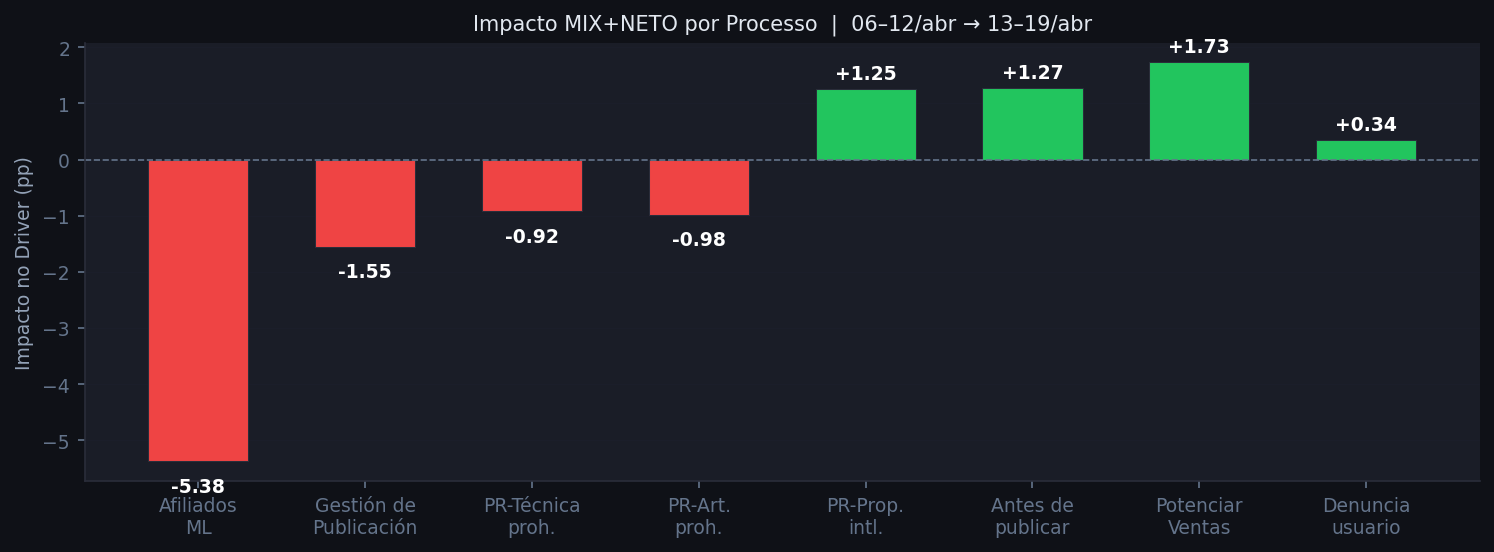 Impacto MIX+NETO por Processo | 06–12/abr → 13–19/abr
Impacto no Driver (pp)
2
1
0
−1
−2
−3
−4
−5
-5.38
-1.55
-0.92
-0.98
+1.25
+1.27
+1.73
+0.34
Afiliados
ML
Gestión de
Publicación
PR-Técnica
proh.
PR-Art.
proh.
PR-Prop.
intl.
Antes de
publicar
Potenciar
Ventas
Denuncia
usuario